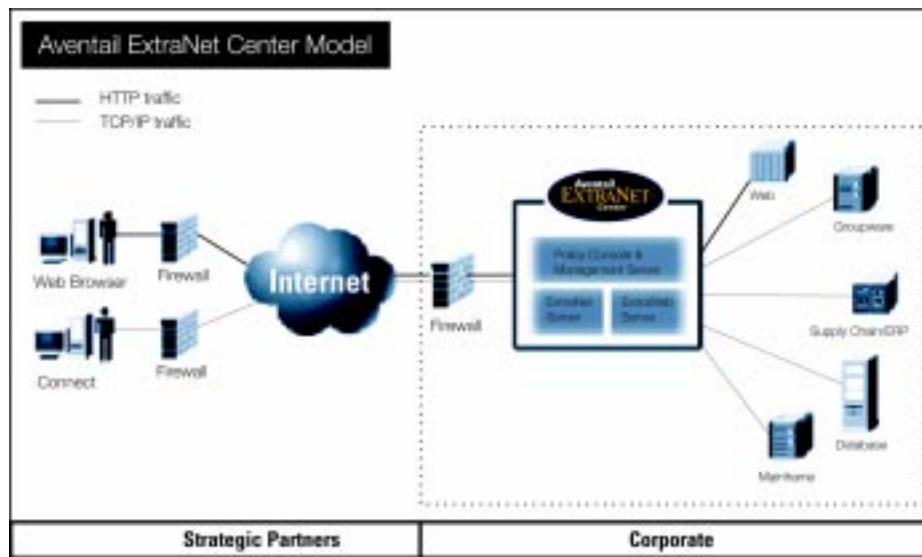 Aventail ExtraNet Center Model
HTTP traffic
TCP/IP traffic
Web Browser
Firewall
Connect
Firewall
Internet
Firewall
Aventail
EXTRANET
Center
Policy Console &
Management Server
ExtraNet
Server
ExtraWeb
Server
Web
Groupware
Supply Chain/ERP
Database
Mainframe
Strategic Partners
Corporate